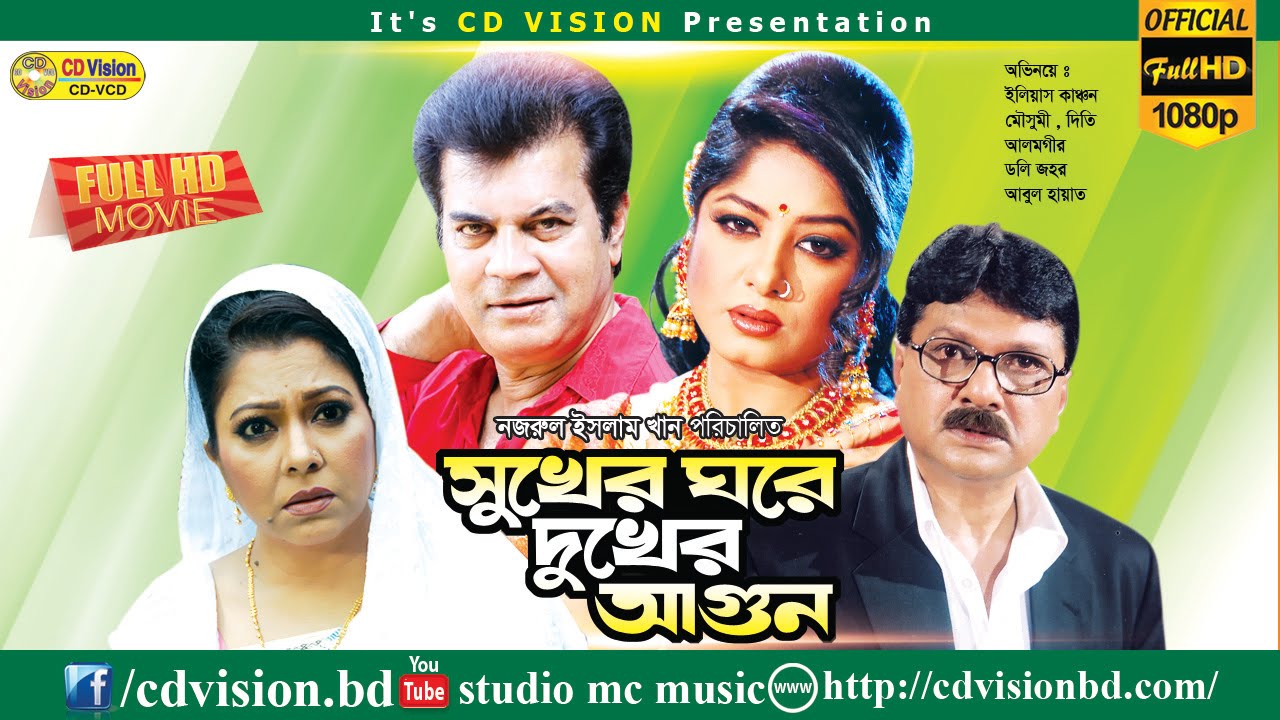 It's CD VISION Presentation
CD
Vision
CD Vision
CD-VCD
OFFICIAL
Full HD
1080p
FULL HD
MOVIE
অভিনয়ে :
ইলিয়াস কাঞ্চন
মৌসুমী , দিতি
আলমগীর
ডলি জহর
আবুল হায়াত
নজরুল ইসলাম খান পরিচালিত
সুখের ঘরে
দুখের
আগুন
f /cdvision.bd You Tube studio mc music www http://cdvisionbd.com/